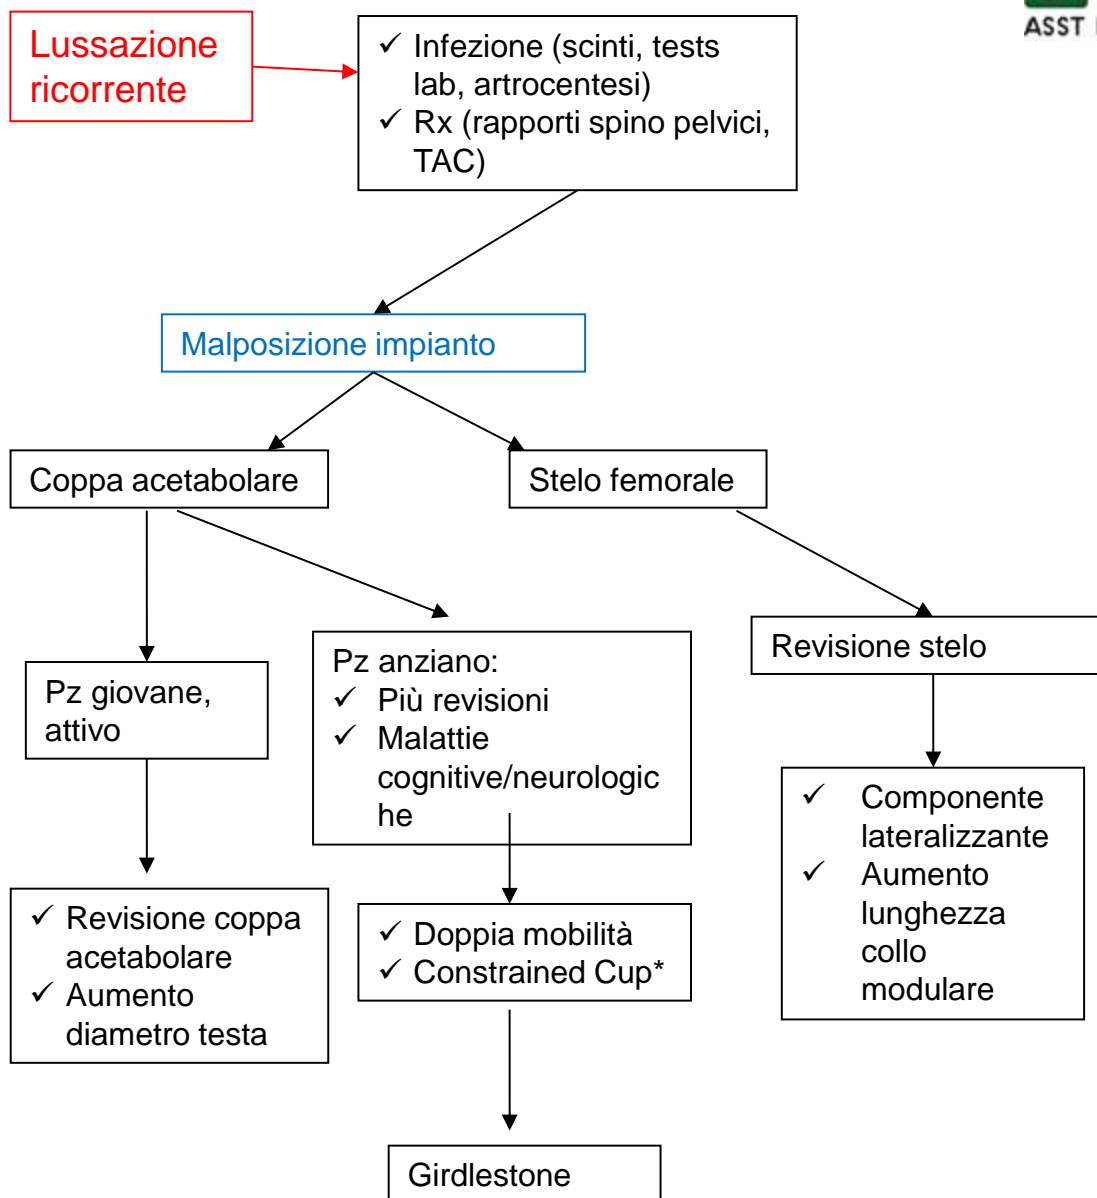 ASST
Lussazione
ricorrente
✓ Infezione (scinti, tests
lab, artrocentesi)
✓ Rx (rapporti spino pelvici,
TAC)
Malposizione impianto
Coppa acetabolare
Stelo femorale
Pz giovane,
attivo
Pz anziano:
✓ Più revisioni
✓ Malattie
cognitive/neurologic
he
Revisione stelo
✓ Revisione coppa
acetabolare
✓ Aumento
diametro testa
✓ Doppia mobilità
✓ Constrained Cup*
✓ Componente
lateralizzante
✓ Aumento
lunghezza
collo
modulare
Girdlestone